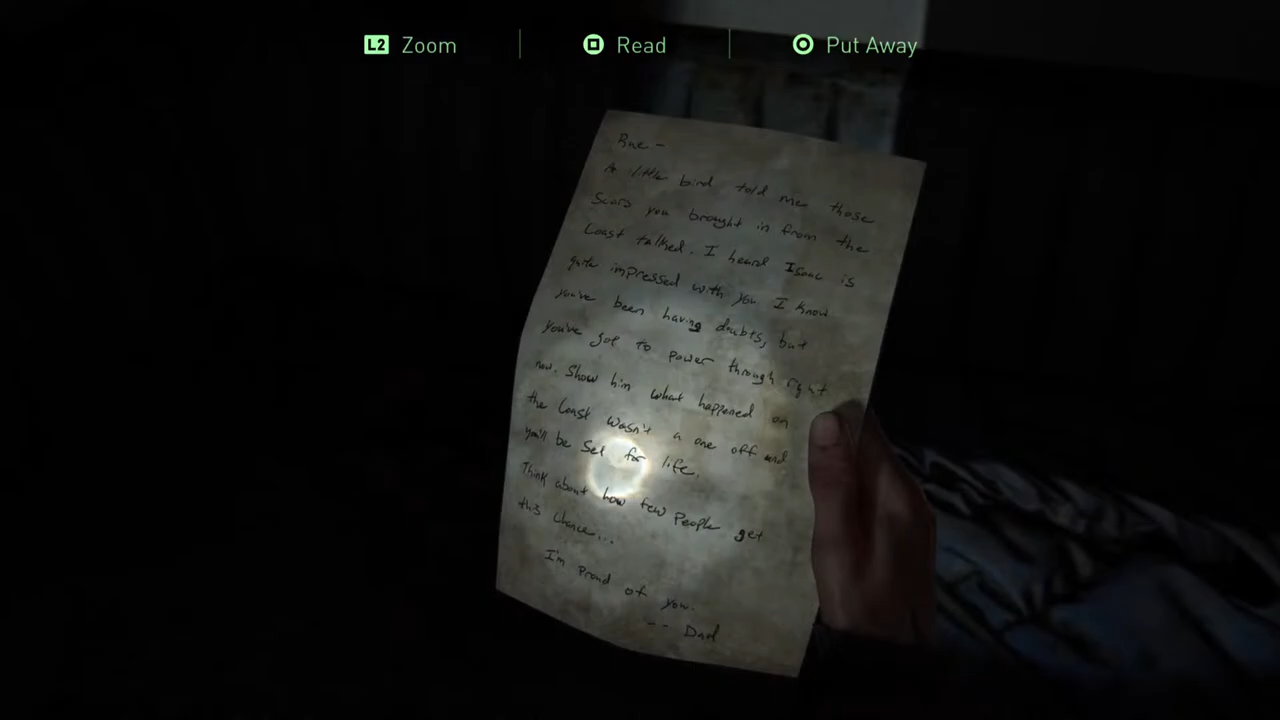 L2 Zoom
Read
Put Away
A little bird told me those
Scars you brought in from the
Coast talked. I heard Isaac is
quite impressed with you I know
you've been having doubts, but
you've got to power through right
now. Show him what happened on
the Coast wasn't a one off and
you'll be set for life.
Think about how few people get
this chance...
I'm proud of you.
-- Dad